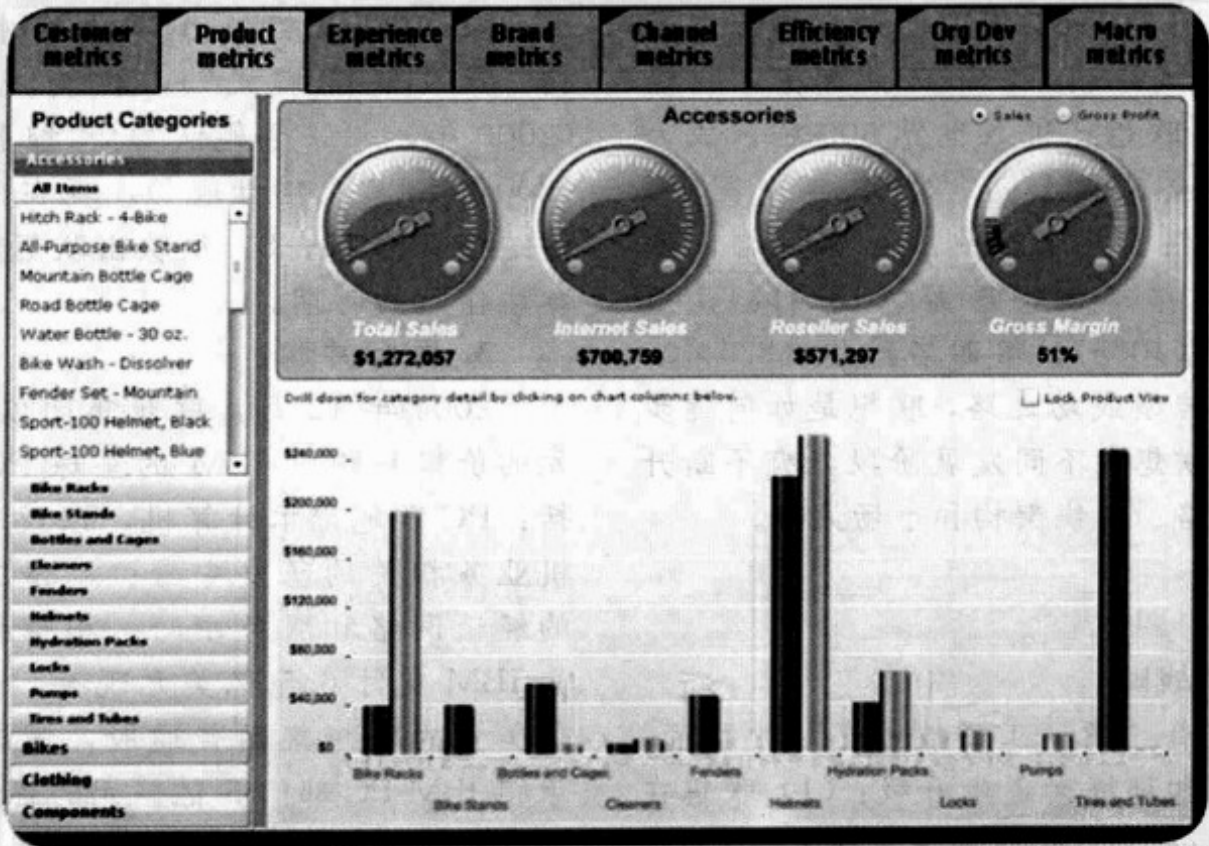 Customer metrics
Product metrics
Experience metrics
Brand metrics
Channel metrics
Efficiency metrics
Org Dev metrics
Macro metrics
Product Categories
Accessories
All Items
Hitch Rack - 4-Bike
All-Purpose Bike Stand
Mountain Bottle Cage
Road Bottle Cage
Water Bottle - 30 oz.
Bike Wash - Dissolver
Fender Set - Mountain
Sport-100 Helmet, Black
Sport-100 Helmet, Blue
Bike Racks
Bike Stands
Bottles and Cages
Cleaners
Fenders
Helmets
Hydration Packs
Locks
Pumps
Tires and Tubes
Bikes
Clothing
Components
Accessories
Sales
Gross Profit
Total Sales
$1,272,057
Internet Sales
$700,759
Reseller Sales
$571,297
Gross Margin
51%
Drill down for category detail by clicking on chart columns below.
Lock Product View
$240,000
$200,000
$160,000
$120,000
$80,000
$40,000
$0
Bike Racks
Bike Stands
Bottles and Cages
Cleaners
Fenders
Helmets
Hydration Packs
Locks
Pumps
Tires and Tubes